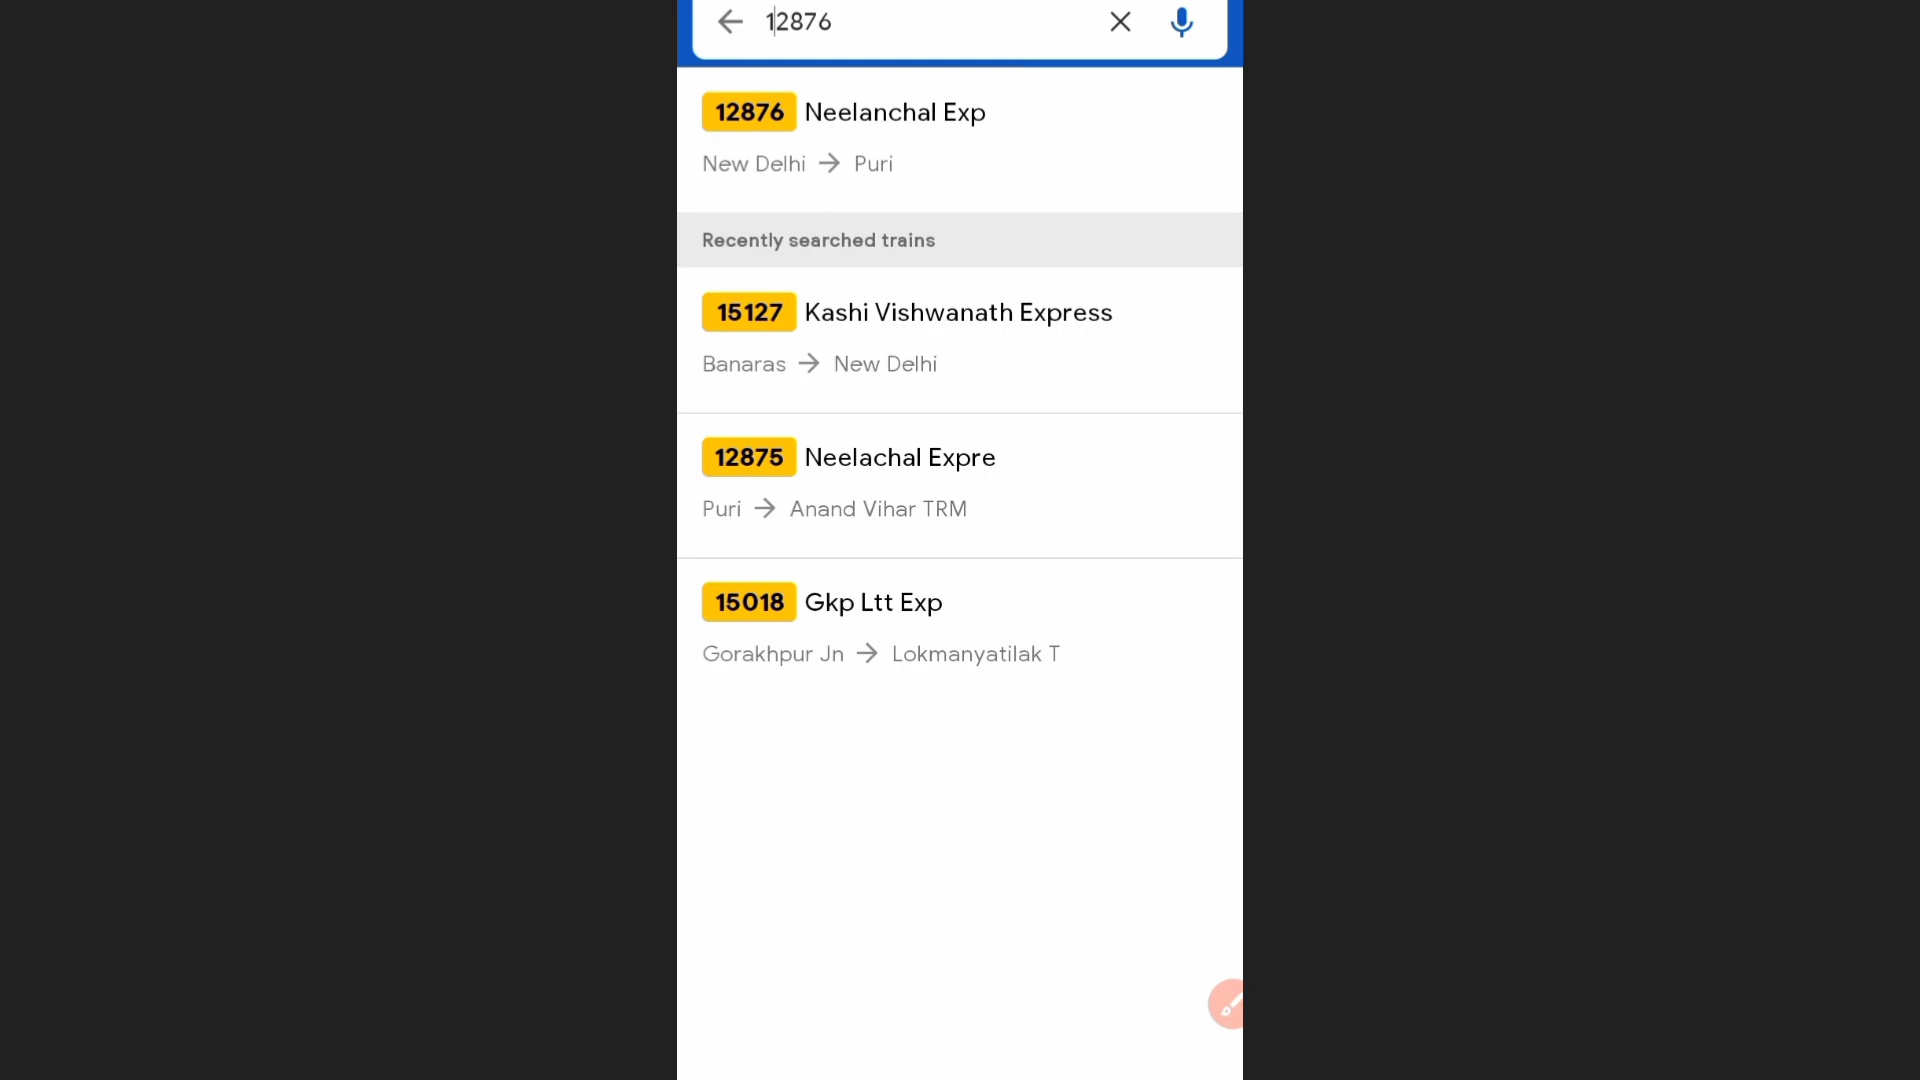 12876
12876 Neelanchal Exp
New Delhi → Puri
Recently searched trains
15127 Kashi Vishwanath Express
Banaras → New Delhi
12875 Neelachal Expre
Puri → Anand Vihar TRM
15018 Gkp Ltt Exp
Gorakhpur Jn → Lokmanyatilak T